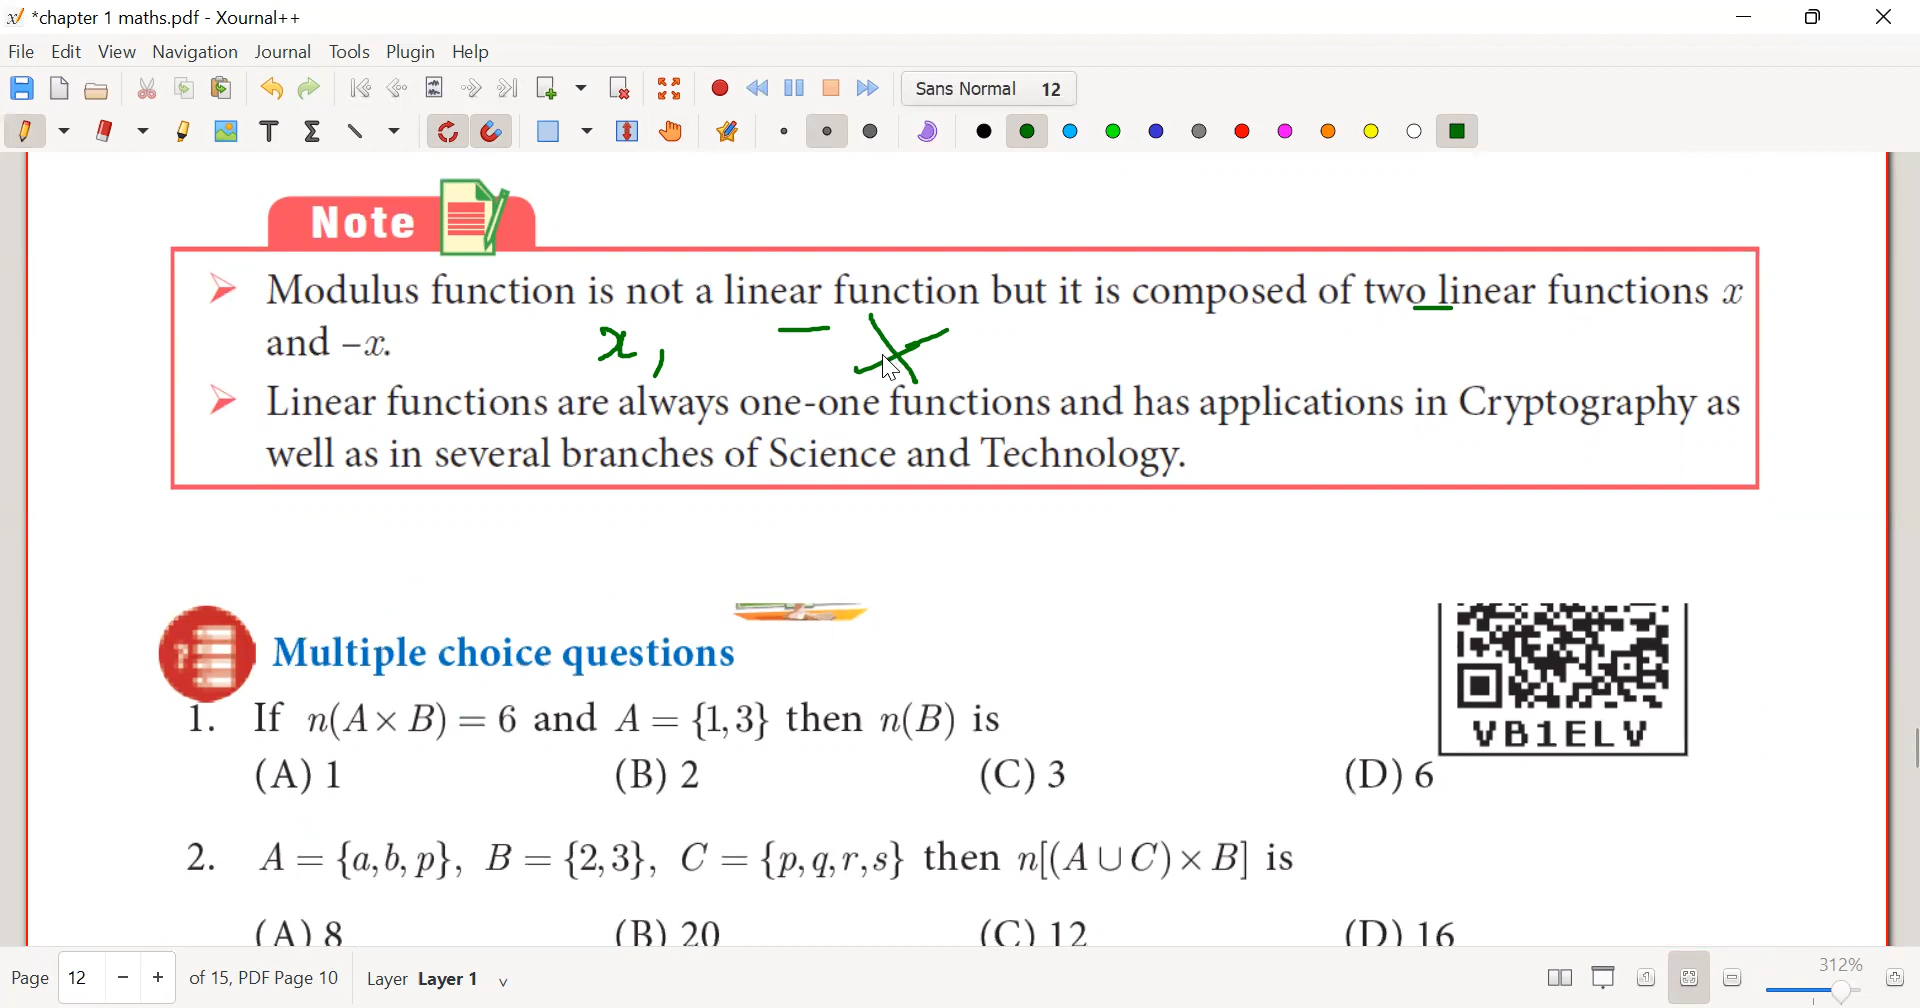 *chapter 1 maths.pdf - Xournal++
File Edit View Navigation Journal Tools Plugin Help
Sans Normal 12
Note
Modulus function is not a linear function but it is composed of two linear functions x
and –x.
x, – x
Linear functions are always one-one functions and has applications in Cryptography as
well as in several branches of Science and Technology.
Multiple choice questions
VB1ELV
1. If n(A × B) = 6 and A = {1, 3} then n(B) is
(A) 1 (B) 2 (C) 3 (D) 6
2. A = {a, b, p}, B = {2, 3}, C = {p, q, r, s} then n[(A ∪ C) × B] is
(A) 8 (B) 20 (C) 12 (D) 16
Page 12 − + of 15, PDF Page 10 Layer Layer 1 312%